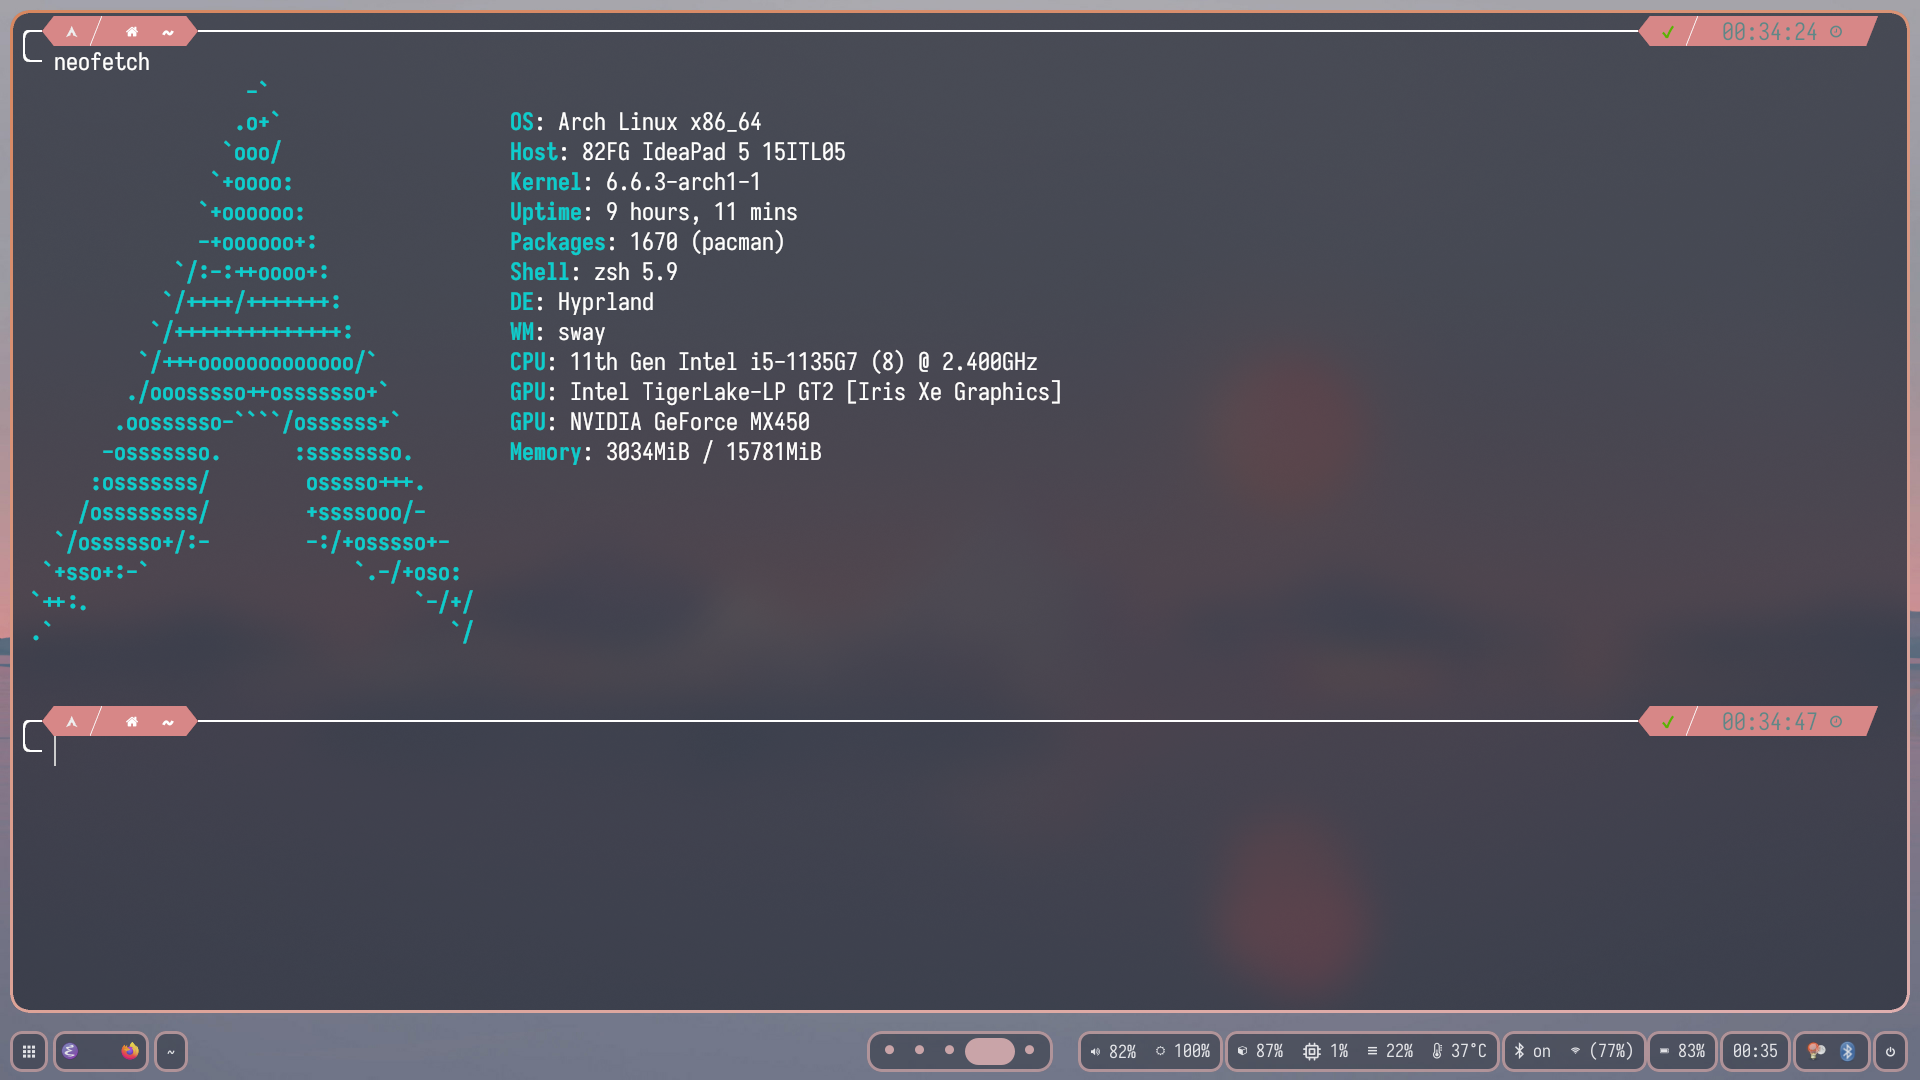 ~ ✓ 00:34:24
neofetch
-`
.o+` OS: Arch Linux x86_64
`ooo/ Host: 82FG IdeaPad 5 15ITL05
`+oooo: Kernel: 6.6.3-arch1-1
`+oooooo: Uptime: 9 hours, 11 mins
-+oooooo+: Packages: 1670 (pacman)
`/:-:++oooo+: Shell: zsh 5.9
`/++++/+++++++: DE: Hyprland
`/++++++++++++++: WM: sway
`/+++ooooooooooooo/` CPU: 11th Gen Intel i5-1135G7 (8) @ 2.400GHz
./ooosssso++osssssso+` GPU: Intel TigerLake-LP GT2 [Iris Xe Graphics]
.oossssso-````/ossssss+` GPU: NVIDIA GeForce MX450
-osssssso. :ssssssso. Memory: 3034MiB / 15781MiB
:osssssss/ osssso+++.
/ossssssss/ +ssssooo/-
`/ossssso+/:- -:/+osssso+-
`+sso+:-` `.-/+oso:
`++:. `-/+/
.` `/
~ ✓ 00:34:47
~ 82% 100% 87% 1% 22% 37°C on (77%) 83% 00:35